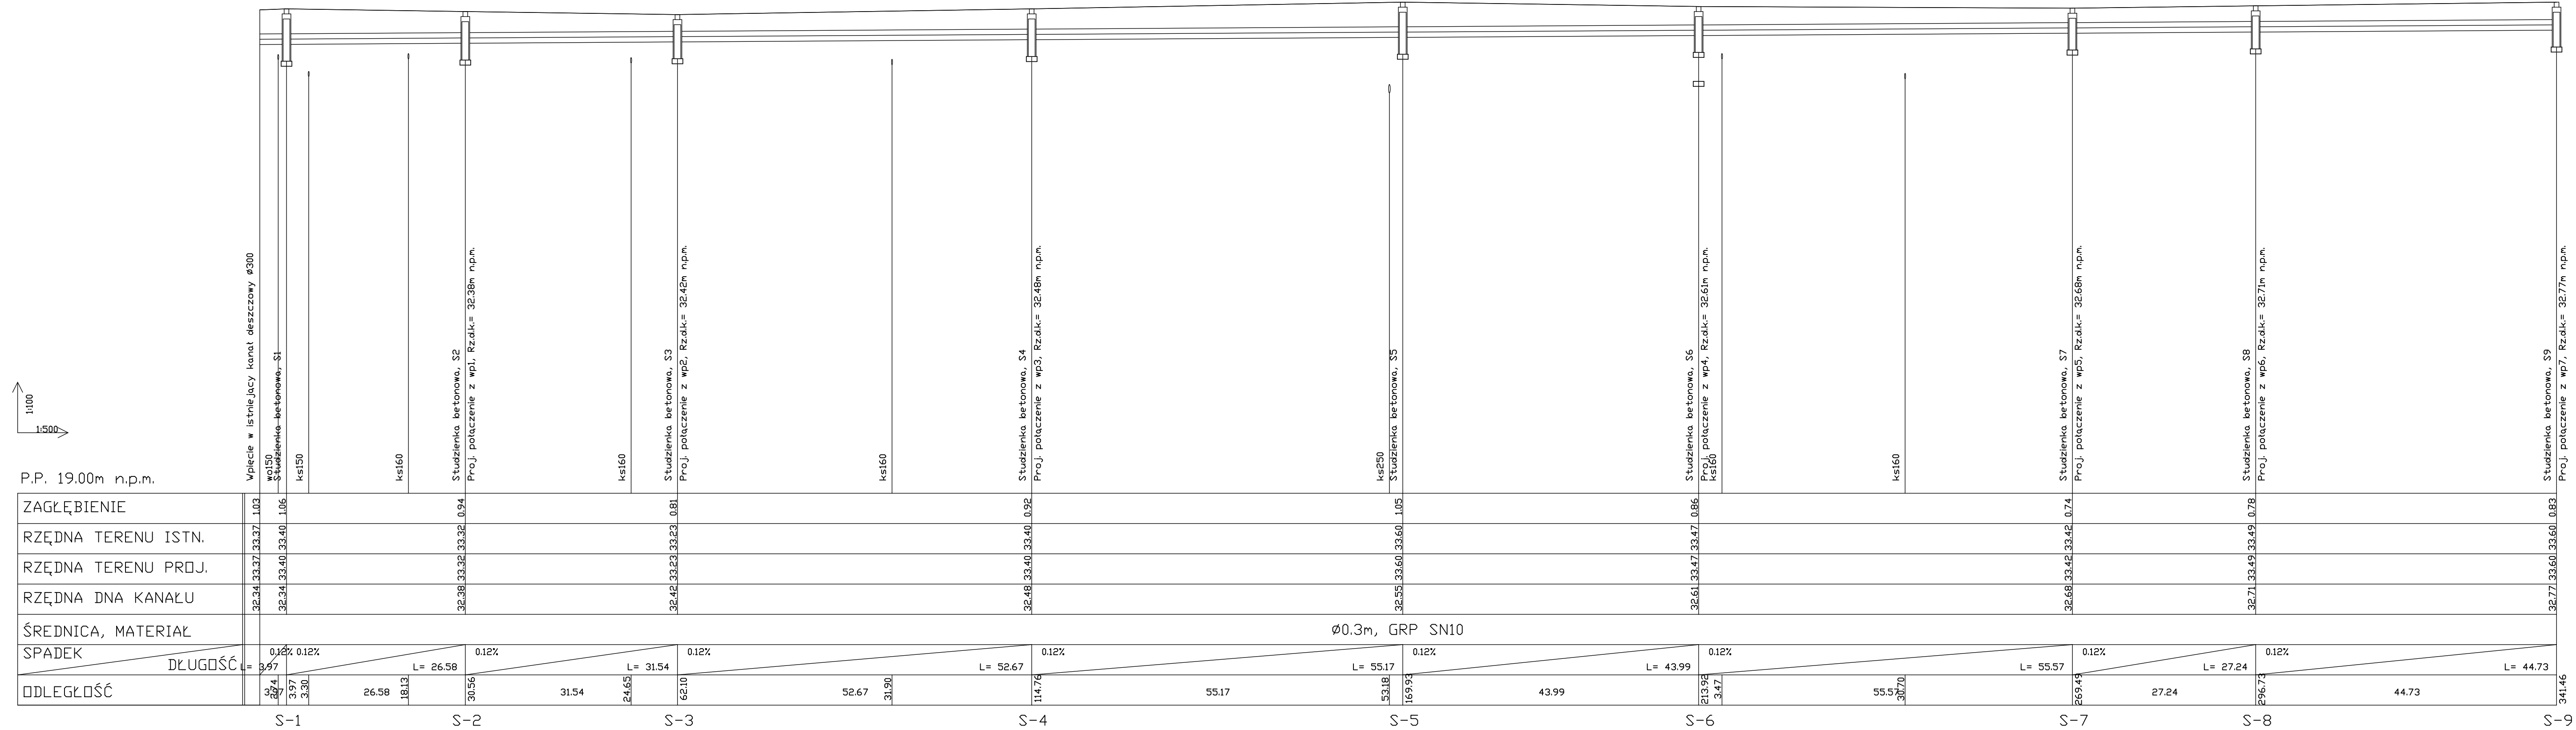 Wpięcie w istniejący kanał deszczowy ø300
wo150
Studzienka betonowa, S1
ks150
ks160
Studzienka betonowa, S2
Proj. połączenie z wp1, Rz.d.k.= 32.38m n.p.m.
ks160
Studzienka betonowa, S3
Proj. połączenie z wp2, Rz.d.k.= 32.42m n.p.m.
ks160
Studzienka betonowa, S4
Proj. połączenie z wp3, Rz.d.k.= 32.48m n.p.m.
ks250
Studzienka betonowa, S5
Studzienka betonowa, S6
Proj. połączenie z wp4, Rz.d.k.= 32.61m n.p.m.
ks160
ks160
Studzienka betonowa, S7
Proj. połączenie z wp5, Rz.d.k.= 32.68m n.p.m.
Studzienka betonowa, S8
Proj. połączenie z wp6, Rz.d.k.= 32.71m n.p.m.
Studzienka betonowa, S9
Proj. połączenie z wp7, Rz.d.k.= 32.77m n.p.m.
1:100
1:500
P.P. 19.00m n.p.m.
ZAGŁĘBIENIE 1.03 1.06 0.94 0.81 0.92 1.05 0.86 0.74 0.78 0.83
RZĘDNA TERENU ISTN. 33.37 33.40 33.32 33.23 33.40 33.60 33.47 33.42 33.49 33.60
RZĘDNA TERENU PROJ. 33.37 33.40 33.32 33.23 33.40 33.60 33.47 33.42 33.49 33.60
RZĘDNA DNA KANAŁU 32.34 32.34 32.38 32.42 32.48 32.55 32.61 32.68 32.71 32.77
ŚREDNICA, MATERIAŁ Ø0.3m, GRP SN10
SPADEK 0.12% 0.12% 0.12% 0.12% 0.12% 0.12% 0.12% 0.12% 0.12%
DŁUGOŚĆ L= 3.97 L= 26.58 L= 31.54 L= 52.67 L= 55.17 L= 43.99 L= 55.57 L= 27.24 L= 44.73
ODLEGŁOŚĆ 3.97 2.74 3.97 3.30 26.58 18.13 30.56 31.54 24.65 62.10 52.67 31.90 114.76 55.17 53.18 169.93 43.99 213.92 3.47 55.57 30.70 269.49 27.24 296.73 44.73 341.46
S-1 S-2 S-3 S-4 S-5 S-6 S-7 S-8 S-9